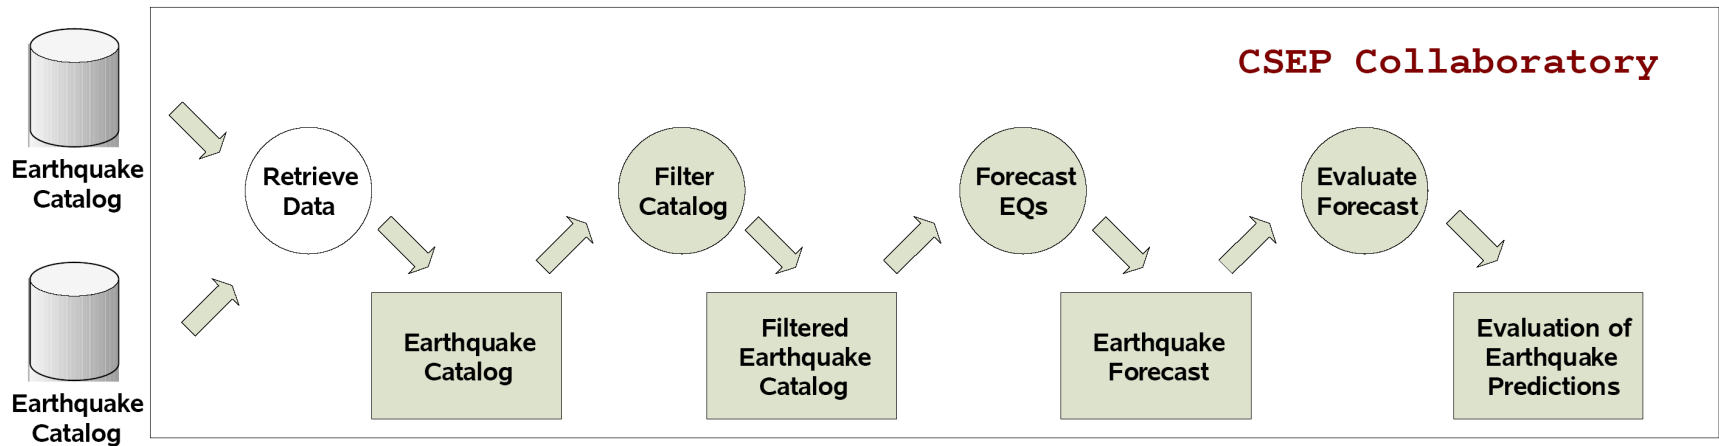 CSEP Collaboratory
Earthquake
Catalog
Earthquake
Catalog
Retrieve
Data
Earthquake
Catalog
Filter
Catalog
Filtered
Earthquake
Catalog
Forecast
EQs
Earthquake
Forecast
Evaluate
Forecast
Evaluation of
Earthquake
Predictions